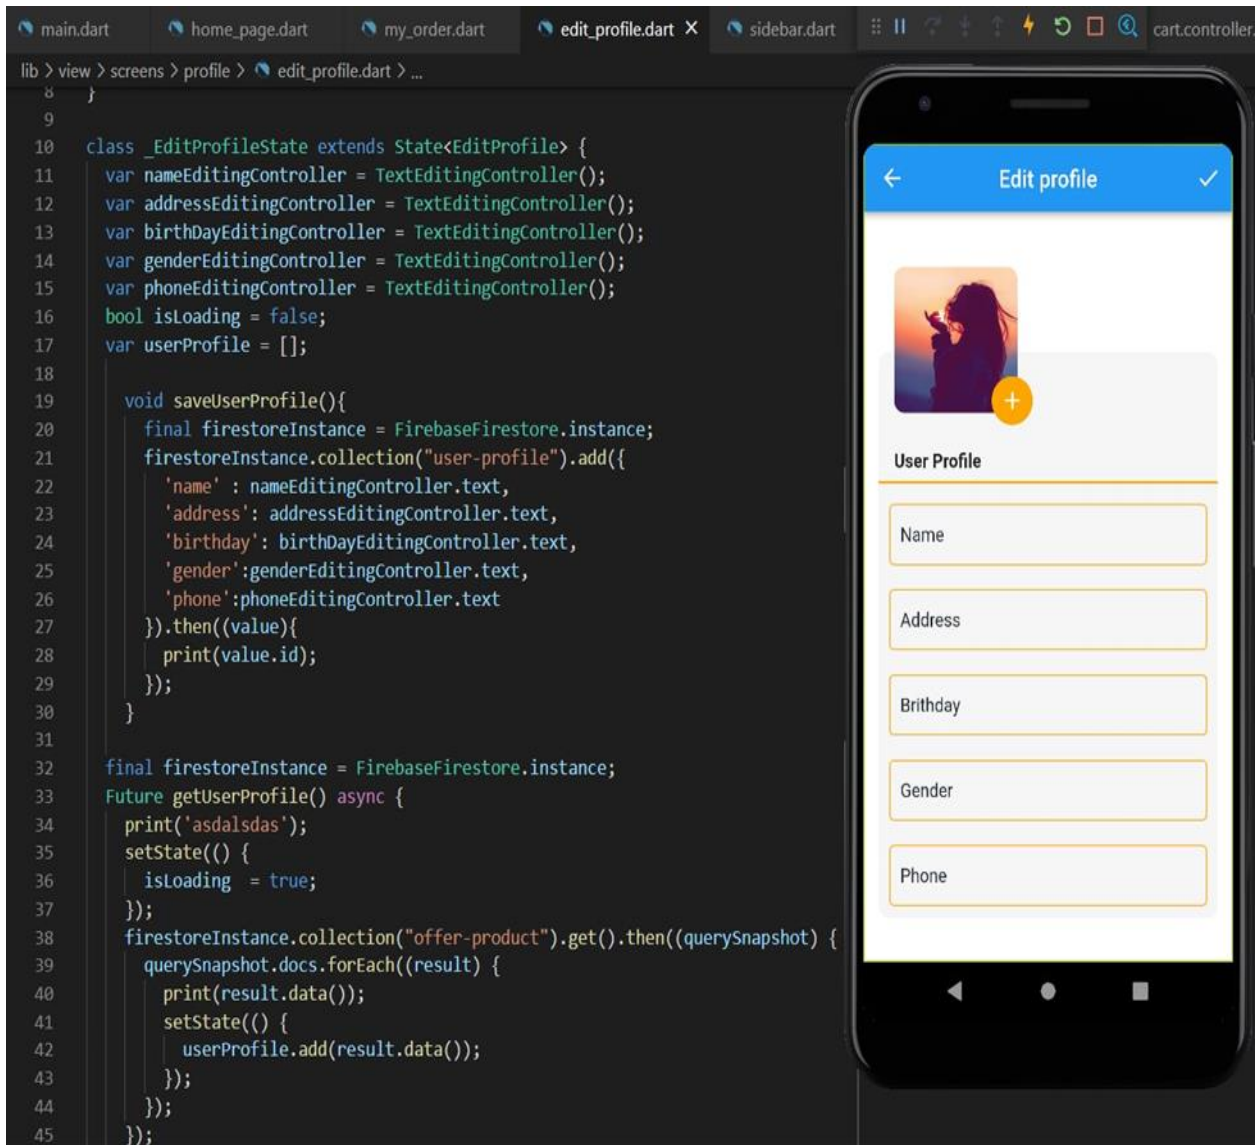 main.dart home_page.dart my_order.dart edit_profile.dart X sidebar.dart cart.controller.
lib > view > screens > profile > edit_profile.dart > ...
8 }
9
10 class _EditProfileState extends State<EditProfile> {
11 var nameEditingController = TextEditingController();
12 var addressEditingController = TextEditingController();
13 var birthDayEditingController = TextEditingController();
14 var genderEditingController = TextEditingController();
15 var phoneEditingController = TextEditingController();
16 bool isLoading = false;
17 var userProfile = [];
18
19 void saveUserProfile(){
20 final firestoreInstance = FirebaseFirestore.instance;
21 firestoreInstance.collection("user-profile").add({
22 'name' : nameEditingController.text,
23 'address': addressEditingController.text,
24 'birthday': birthDayEditingController.text,
25 'gender':genderEditingController.text,
26 'phone':phoneEditingController.text
27 }).then((value){
28 print(value.id);
29 });
30 }
31
32 final firestoreInstance = FirebaseFirestore.instance;
33 Future getUserProfile() async {
34 print('asdalsdas');
35 setState(() {
36 isLoading = true;
37 });
38 firestoreInstance.collection("offer-product").get().then((querySnapshot) {
39 querySnapshot.docs.forEach((result) {
40 print(result.data());
41 setState(() {
42 userProfile.add(result.data());
43 });
44 });
45 });
Edit profile
User Profile
Name
Address
Brithday
Gender
Phone